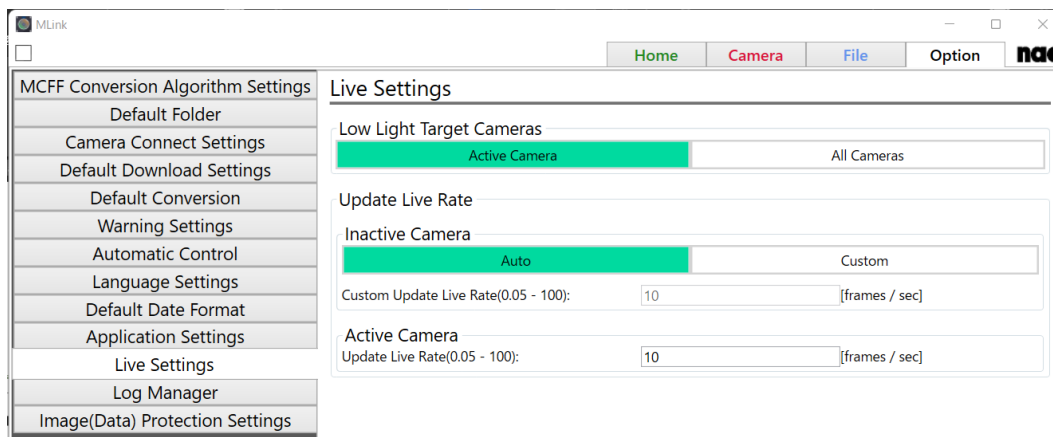 MLink
Home Camera File Option nac
MCFF Conversion Algorithm Settings
Default Folder
Camera Connect Settings
Default Download Settings
Default Conversion
Warning Settings
Automatic Control
Language Settings
Default Date Format
Application Settings
Live Settings
Log Manager
Image(Data) Protection Settings
Live Settings
Low Light Target Cameras
Active Camera All Cameras
Update Live Rate
Inactive Camera
Auto Custom
Custom Update Live Rate(0.05 - 100): 10 [frames / sec]
Active Camera
Update Live Rate(0.05 - 100): 10 [frames / sec]